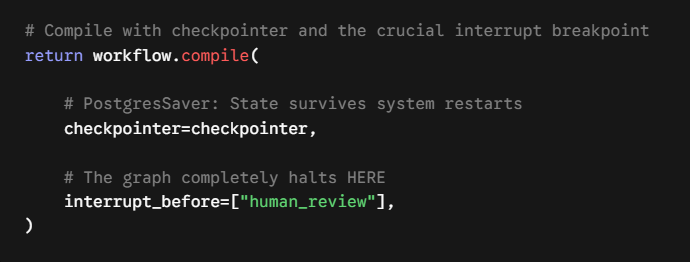 # Compile with checkpointer and the crucial interrupt breakpoint
return workflow.compile(
# PostgresSaver: State survives system restarts
checkpointer=checkpointer,
# The graph completely halts HERE
interrupt_before=["human_review"],
)